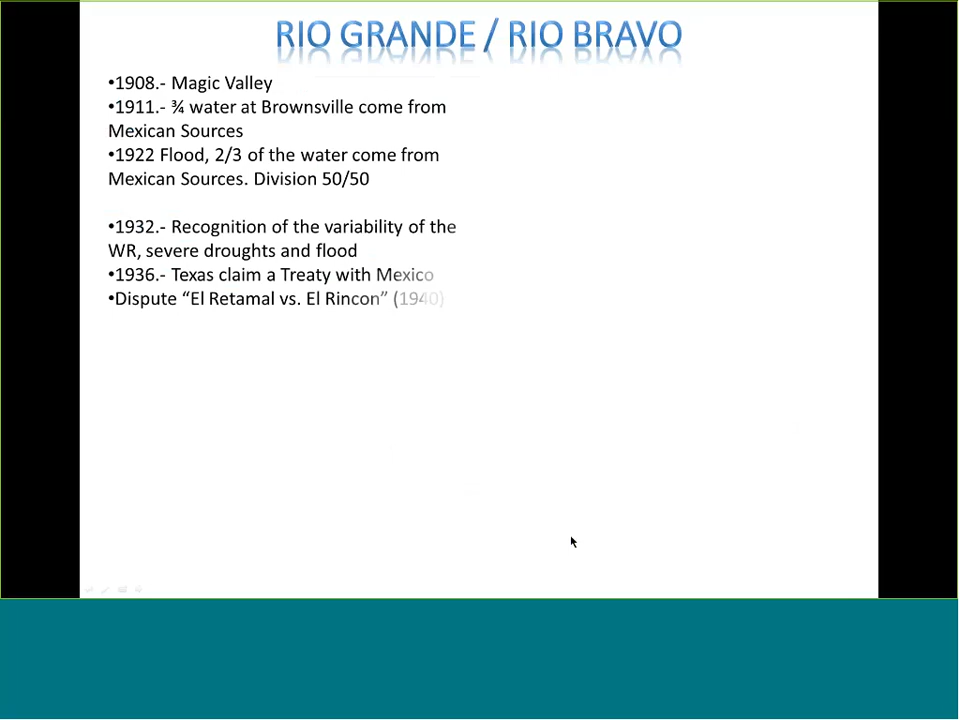 RIO GRANDE / RIO BRAVO
•1908.- Magic Valley
•1911.- ¾ water at Brownsville come from
Mexican Sources
•1922 Flood, 2/3 of the water come from
Mexican Sources. Division 50/50
•1932.- Recognition of the variability of the
WR, severe droughts and flood
•1936.- Texas claim a Treaty with Mexico
•Dispute “El Retamal vs. El Rincon” (1940)